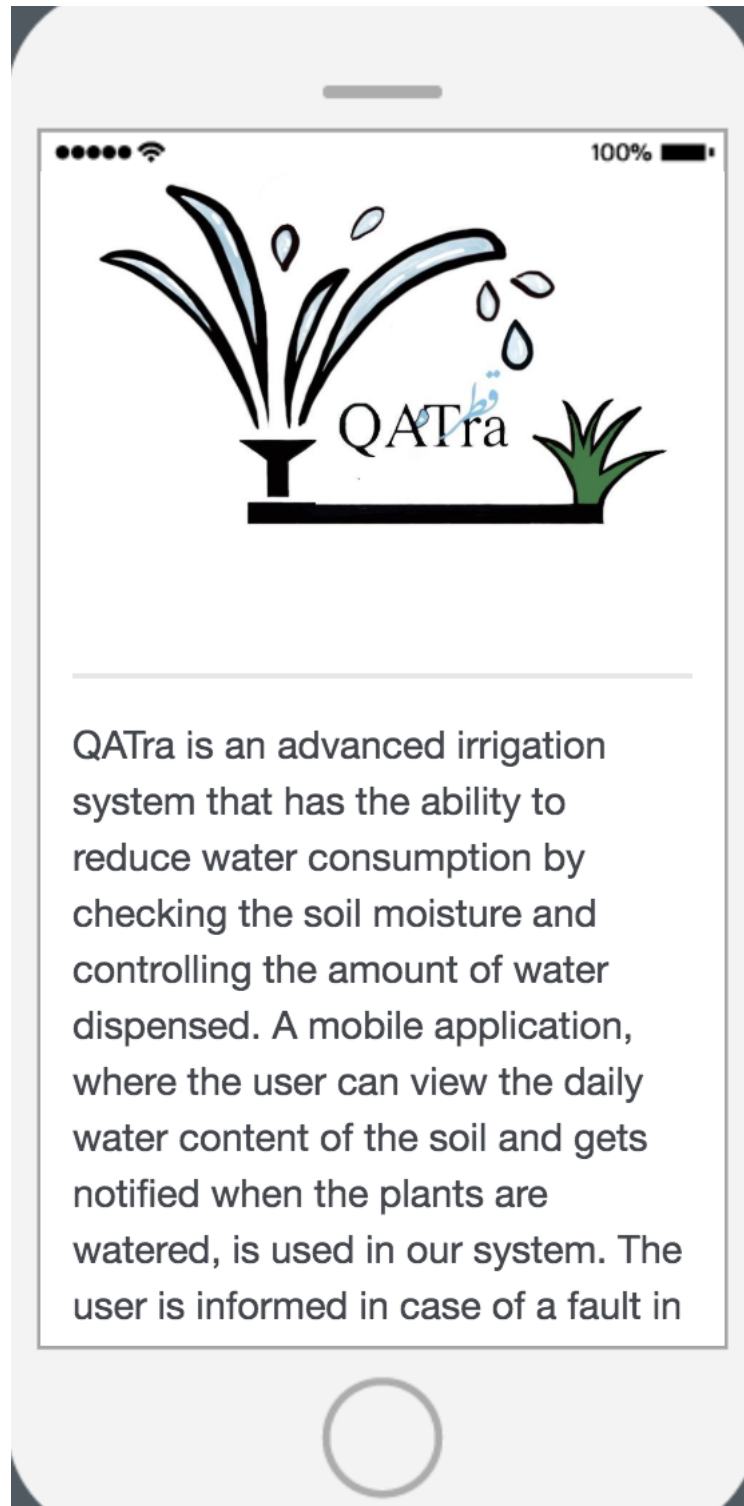 100%
قطرة
QATra
QATra is an advanced irrigation
system that has the ability to
reduce water consumption by
checking the soil moisture and
controlling the amount of water
dispensed. A mobile application,
where the user can view the daily
water content of the soil and gets
notified when the plants are
watered, is used in our system. The
user is informed in case of a fault in